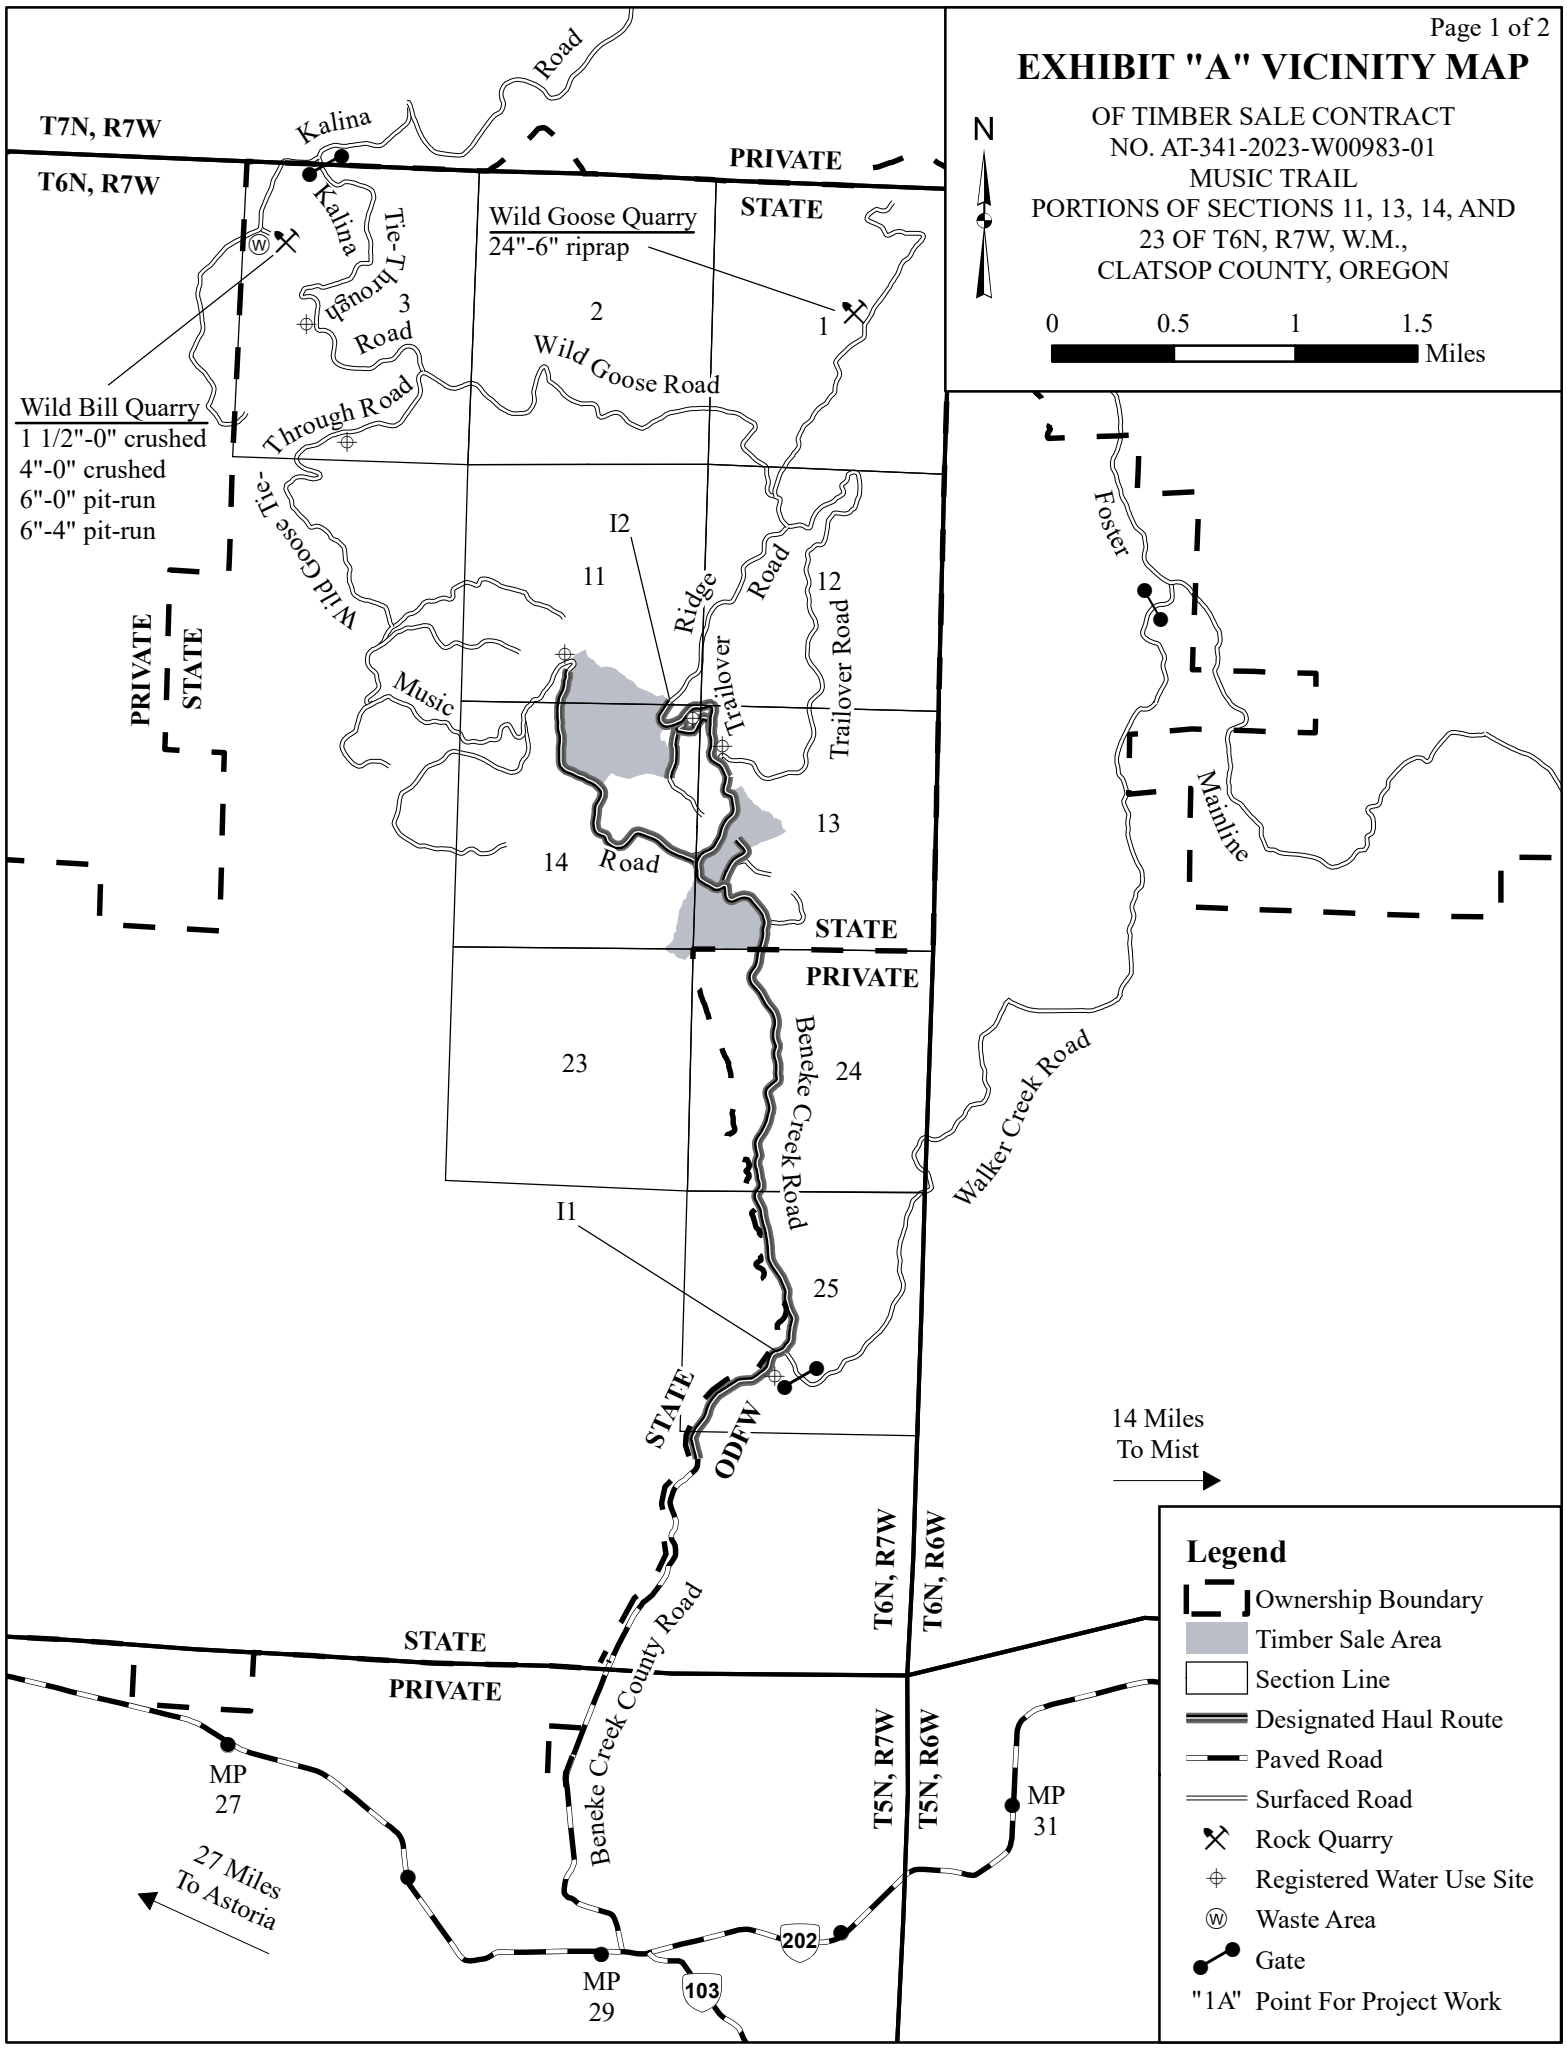 Page 1 of 2
EXHIBIT "A" VICINITY MAP
OF TIMBER SALE CONTRACT
NO. AT-341-2023-W00983-01
MUSIC TRAIL
PORTIONS OF SECTIONS 11, 13, 14, AND
23 OF T6N, R7W, W.M.,
CLATSOP COUNTY, OREGON
N
0 0.5 1 1.5
Miles
Kalina Road
T7N, R7W
T6N, R7W
PRIVATE
STATE
Kalina
Tie-Through
Road
W
Wild Goose Quarry
24"-6" riprap
3
2
1
Wild Goose Road
Wild Bill Quarry
1 1/2"-0" crushed
4"-0" crushed
6"-0" pit-run
6"-4" pit-run
Wild Goose Tie-
Through Road
I2
11
12
Ridge
Road
Trailover
Trailover Road
Foster
Mainline
PRIVATE
STATE
Music
Road
13
14
STATE
PRIVATE
23
24
Beneke Creek Road
Walker Creek Road
I1
25
STATE
ODFW
14 Miles
To Mist
T6N, R7W
T6N, R6W
Beneke Creek County Road
STATE
PRIVATE
T5N, R7W
T5N, R6W
MP
27
MP
31
27 Miles
To Astoria
202
MP
29
103
Legend
Ownership Boundary
Timber Sale Area
Section Line
Designated Haul Route
Paved Road
Surfaced Road
Rock Quarry
Registered Water Use Site
W Waste Area
Gate
"1A" Point For Project Work